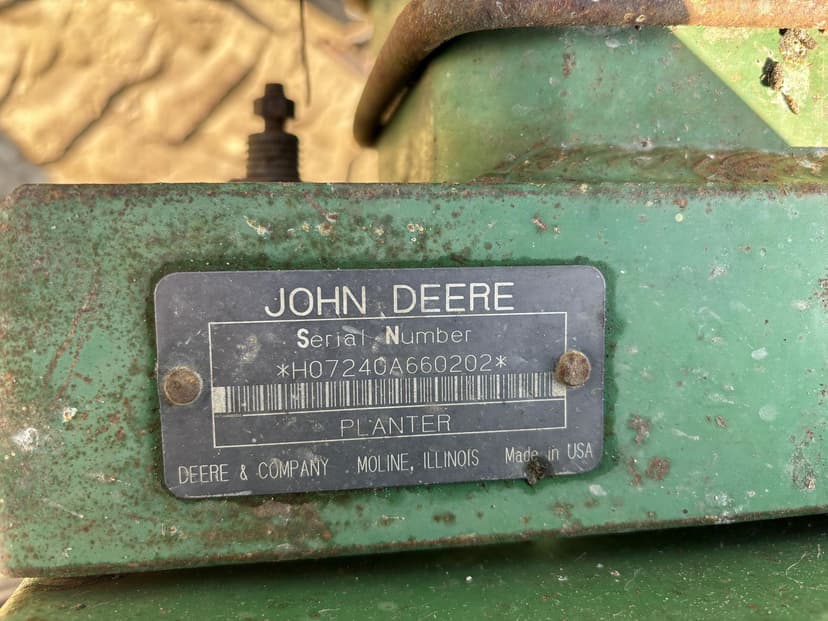 JOHN DEERE
Serial Number
*H07240A660202*
PLANTER
DEERE & COMPANY MOLINE, ILLINOIS Made in USA